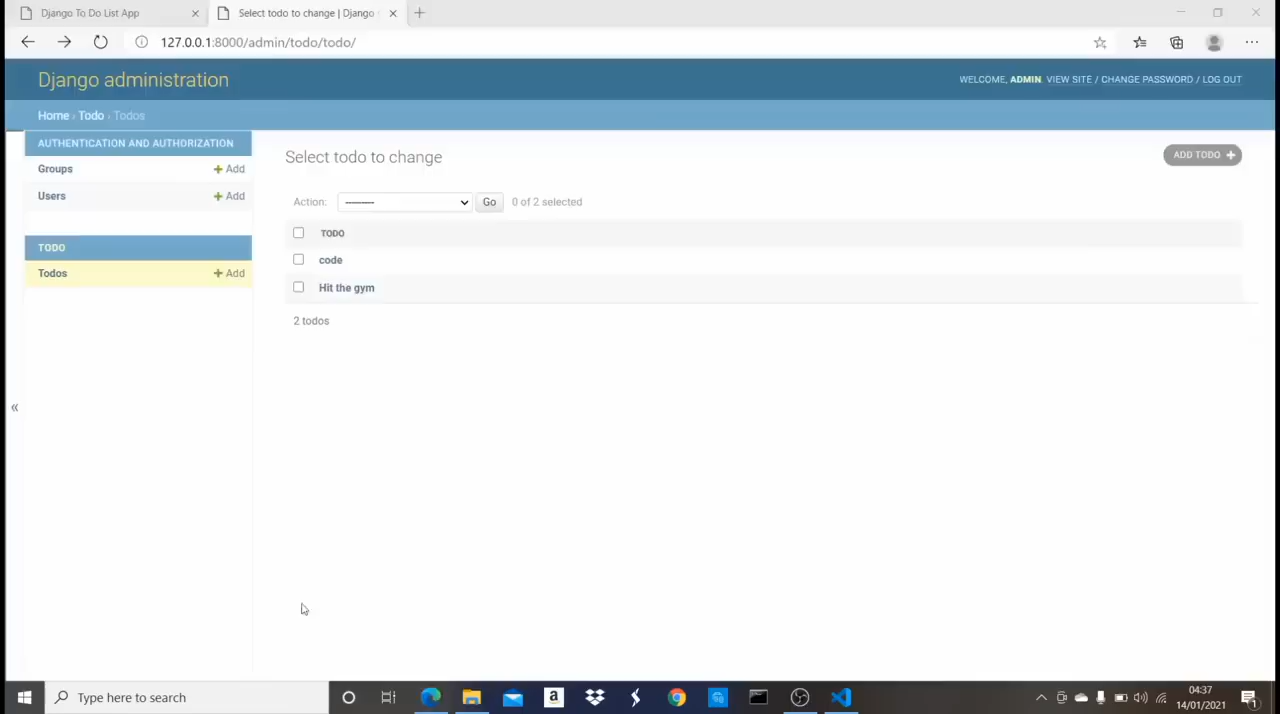 Django To Do List App
Select todo to change | Django
127.0.0.1:8000/admin/todo/todo/
Django administration
WELCOME, ADMIN. VIEW SITE / CHANGE PASSWORD / LOG OUT
Home › Todo › Todos
AUTHENTICATION AND AUTHORIZATION
Groups + Add
Users + Add
TODO
Todos + Add
«
Select todo to change
ADD TODO +
Action: --------- Go 0 of 2 selected
TODO
code
Hit the gym
2 todos
Type here to search
04:37
14/01/2021
1